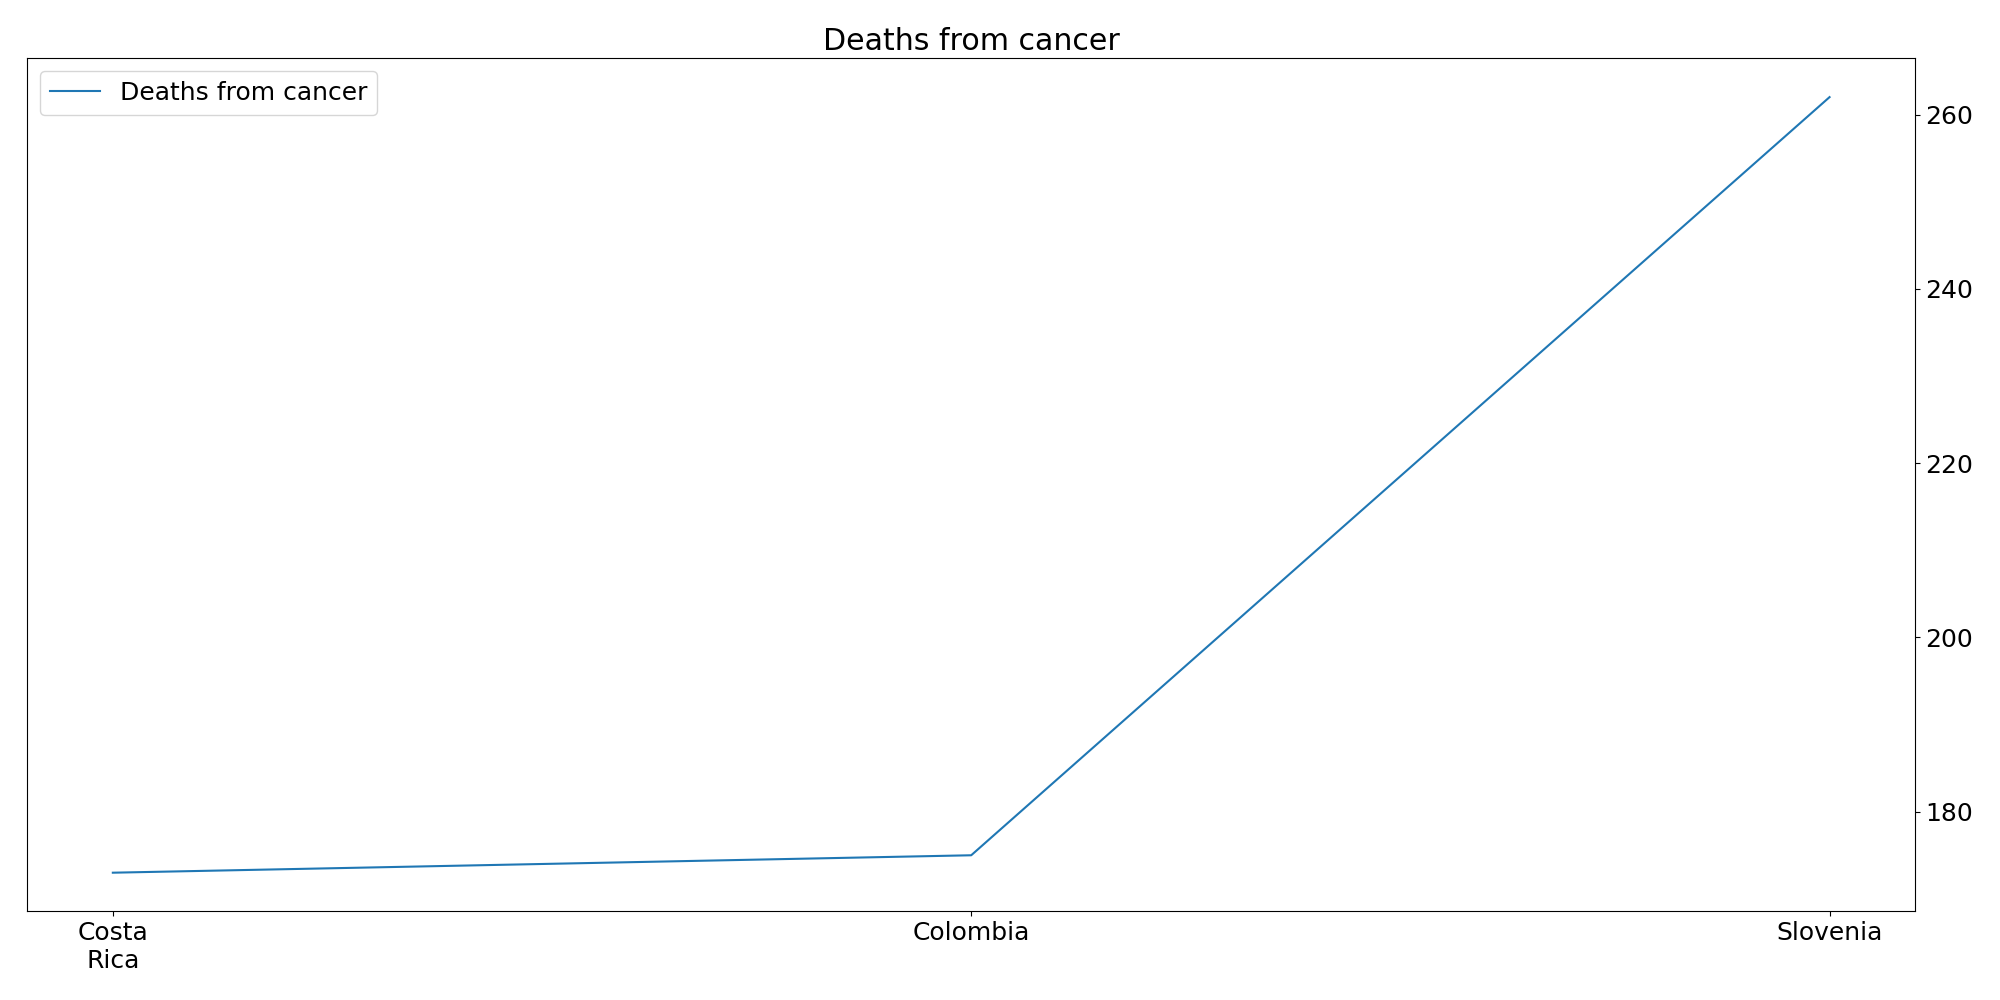 Deaths from cancer
Deaths from cancer
260
240
220
200
180
Costa
Rica
Colombia
Slovenia